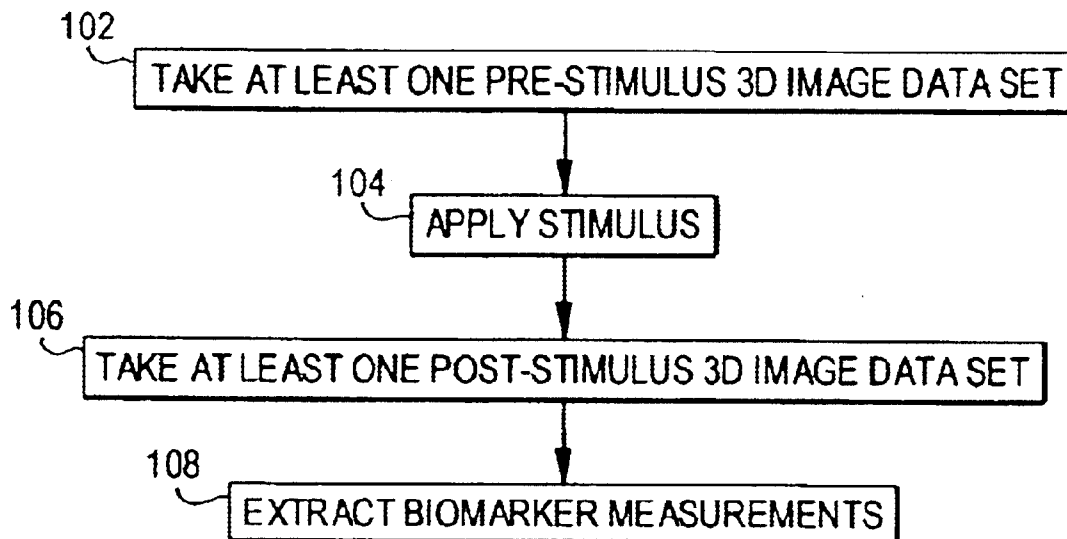 102
TAKE AT LEAST ONE PRE-STIMULUS 3D IMAGE DATA SET
104
APPLY STIMULUS
106
TAKE AT LEAST ONE POST-STIMULUS 3D IMAGE DATA SET
108
EXTRACT BIOMARKER MEASUREMENTS